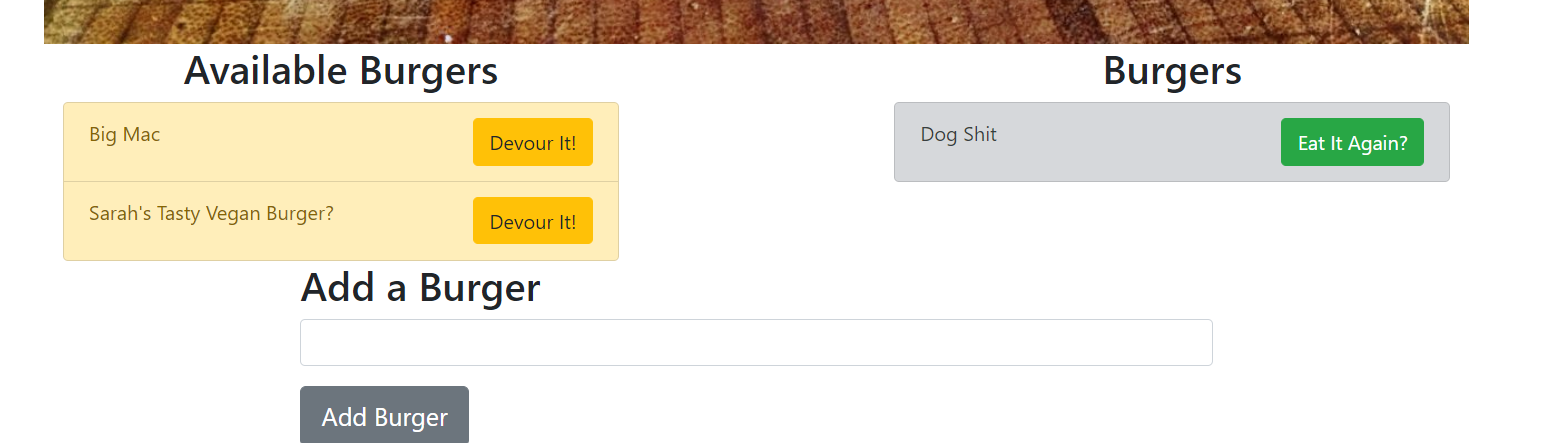 Available Burgers
Big Mac
Devour It!
Sarah's Tasty Vegan Burger?
Devour It!
Burgers
Dog Shit
Eat It Again?
Add a Burger
Add Burger